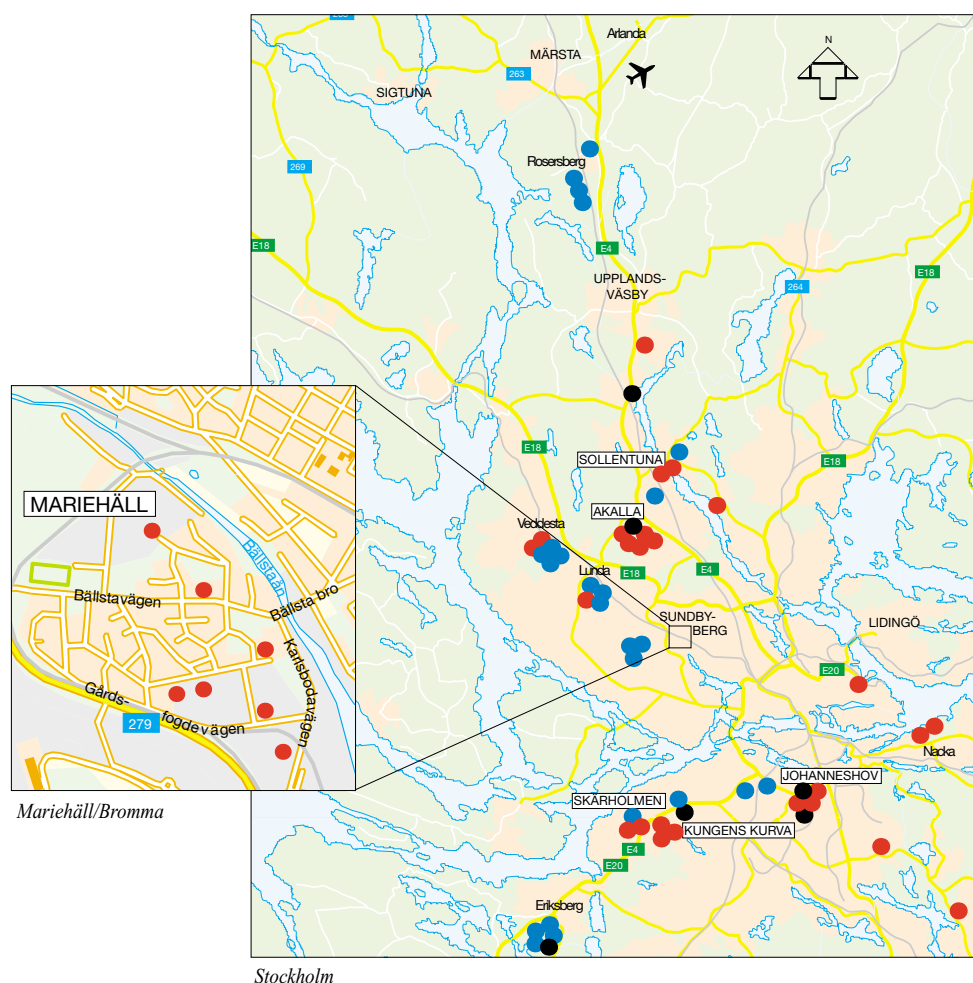 Arlanda
N
MÄRSTA
263
SIGTUNA
Rosersberg
269
E18
E4
E18
UPPLANDS-
VÄSBY
264
E18
SOLLENTUNA
E18
MARIEHÄLL
AKALLA
Veddesta
Lunda
E18
E4
Bällstaån
Bällstavägen
Bällsta bro
SUNDBY-
BERG
LIDINGÖ
Karlsbodavägen
E20
Gårds-
fogdevägen
279
Nacka
JOHANNESHOV
SKÄRHOLMEN
Mariehäll/Bromma
KUNGENS KURVA
E4
E20
Eriksberg
Stockholm